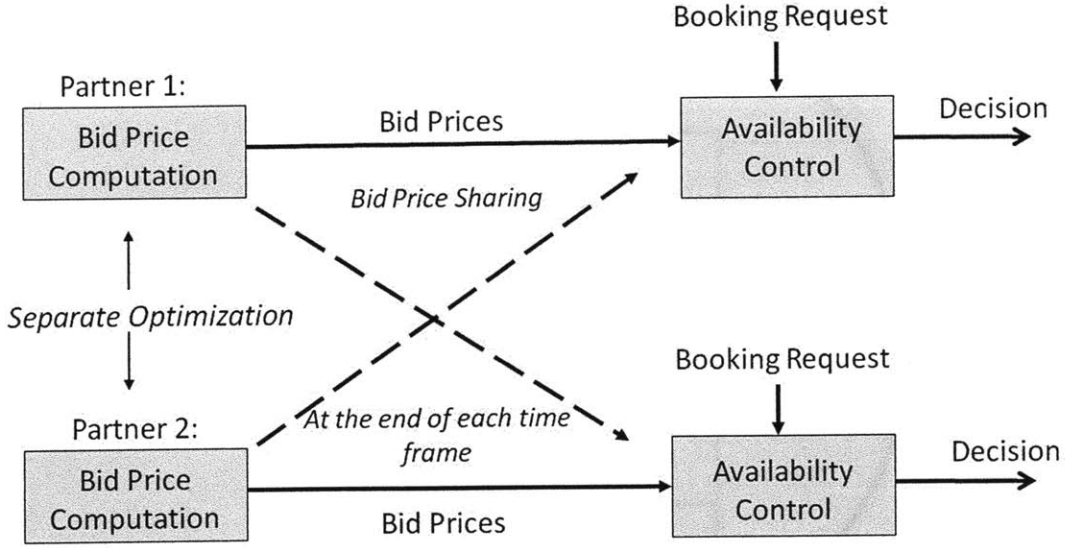 Booking Request
Partner 1:
Bid Price
Computation
Bid Prices
Availability
Control
Decision
Bid Price Sharing
Separate Optimization
Booking Request
Partner 2:
At the end of each time
frame
Bid Price
Computation
Bid Prices
Availability
Control
Decision